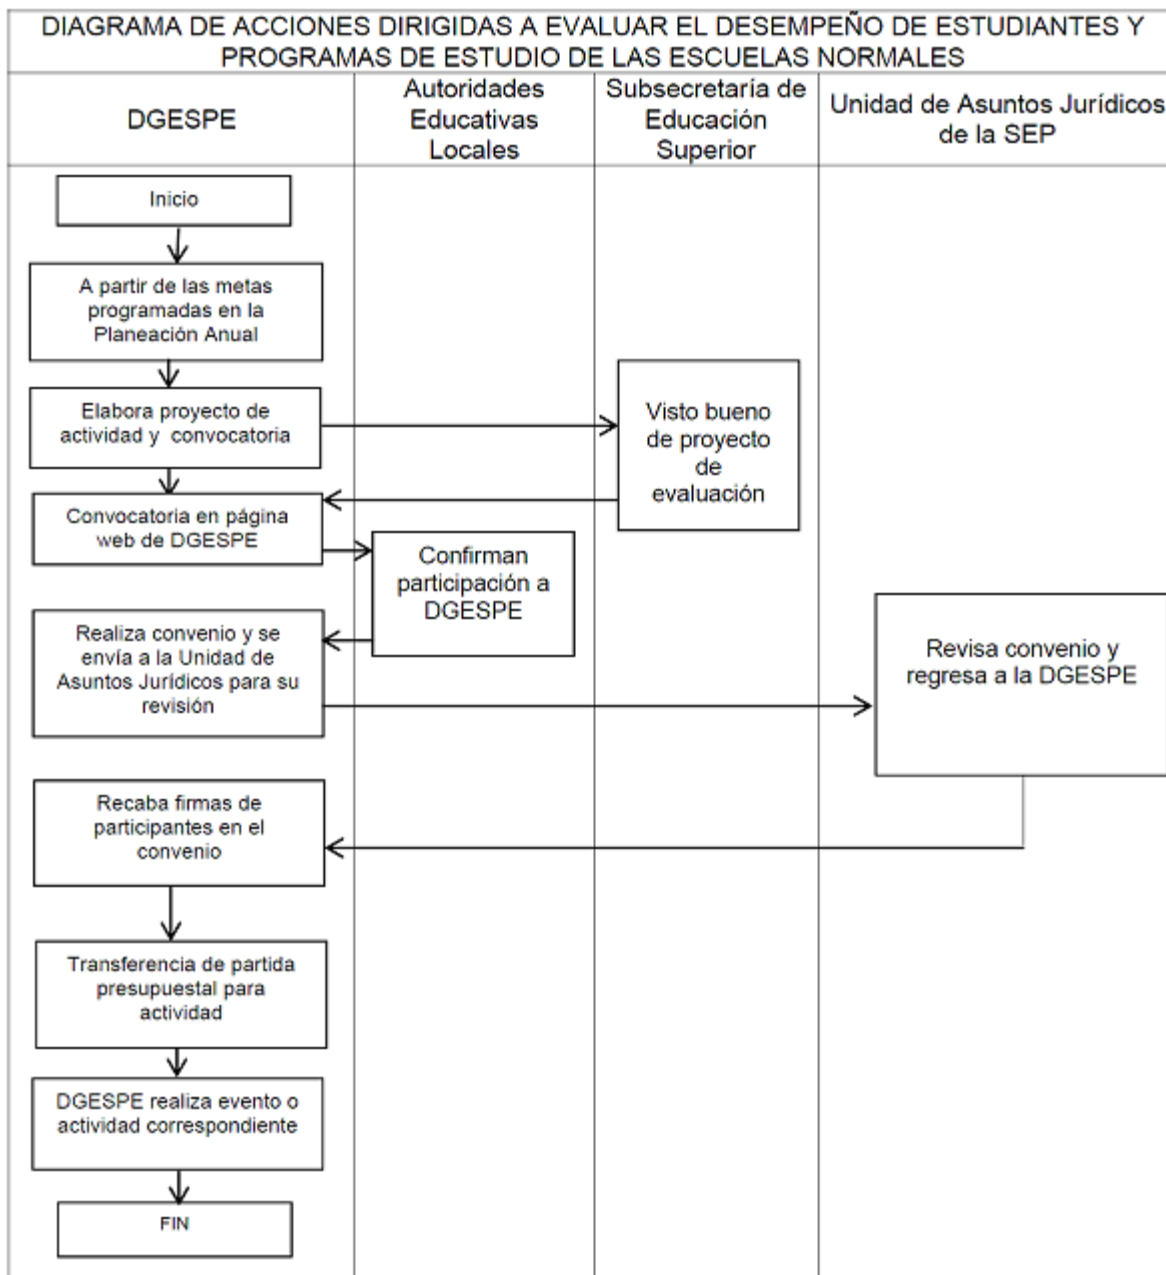 DIAGRAMA DE ACCIONES DIRIGIDAS A EVALUAR EL DESEMPEÑO DE ESTUDIANTES Y
PROGRAMAS DE ESTUDIO DE LAS ESCUELAS NORMALES
DGESPE
Autoridades
Educativas
Locales
Subsecretaría de
Educación
Superior
Unidad de Asuntos Jurídicos
de la SEP
Inicio
A partir de las metas
programadas en la
Planeación Anual
Elabora proyecto de
actividad y convocatoria
Visto bueno
de proyecto
de
evaluación
Convocatoria en página
web de DGESPE
Confirman
participación a
DGESPE
Realiza convenio y se
envía a la Unidad de
Asuntos Jurídicos para su
revisión
Revisa convenio y
regresa a la DGESPE
Recaba firmas de
participantes en el
convenio
Transferencia de partida
presupuestal para
actividad
DGESPE realiza evento o
actividad correspondiente
FIN